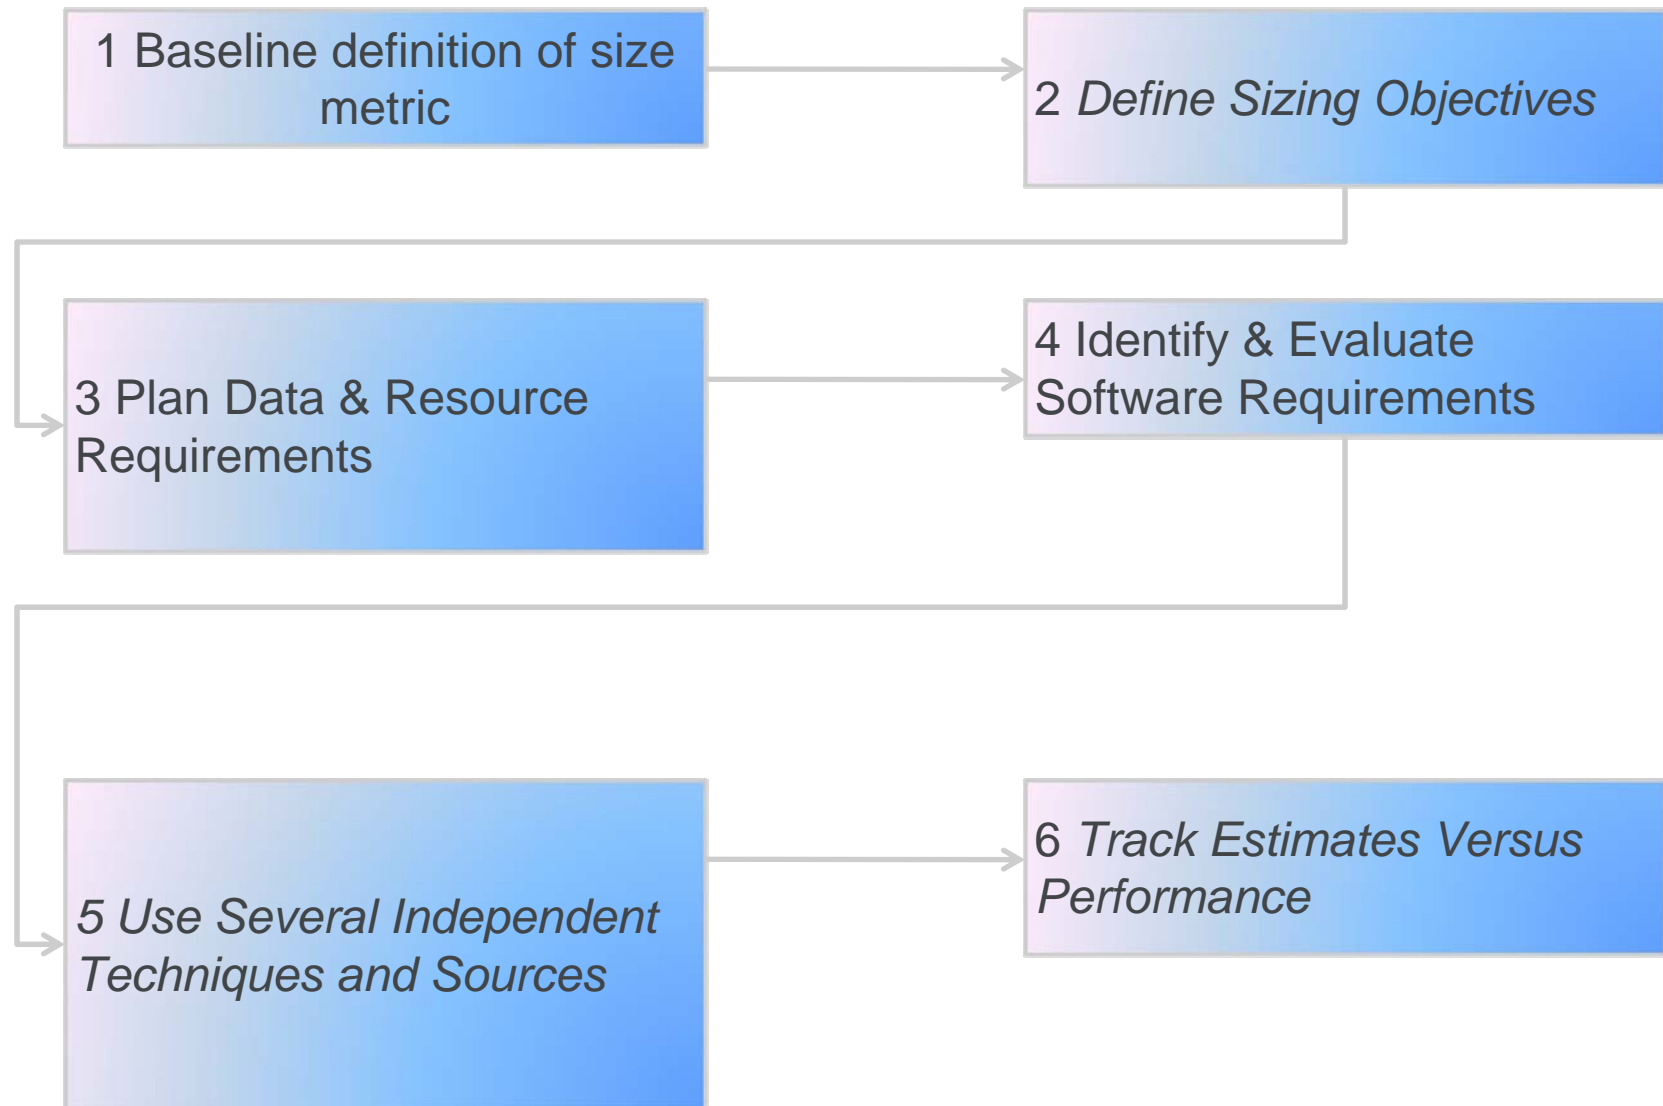 1 Baseline definition of size
metric
2 Define Sizing Objectives
3 Plan Data & Resource
Requirements
4 Identify & Evaluate
Software Requirements
5 Use Several Independent
Techniques and Sources
6 Track Estimates Versus
Performance